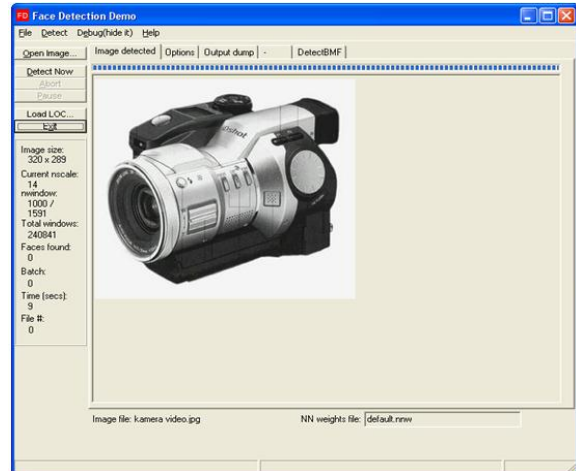 FD Face Detection Demo
File Detect Debug(hide it) Help
Open Image...
Detect Now
Abort
Pause
Load LOC...
Exit
Image size:
320 x 289
Current nscale:
14
nwindow:
1000 /
1591
Total windows:
240841
Faces found:
0
Batch:
0
Time (secs):
9
File #:
0
Image detected Options Output dump - DetectBMF
Image file: kamera video.jpg NN weights file: default.nnw